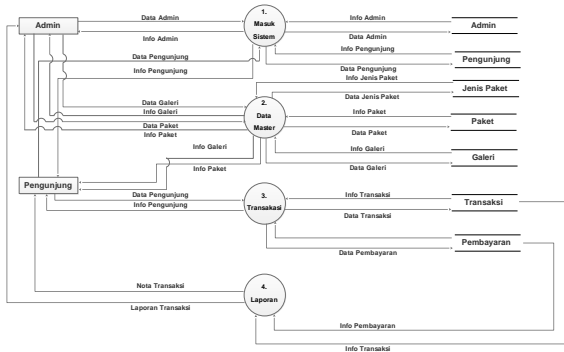 Admin
Data Admin
Info Admin
1.
Masuk
Sistem
Info Admin
Data Admin
Admin
Info Pengunjung
Data Pengunjung
Pengunjung
Data Pengunjung
Info Pengunjung
Info Jenis Paket
Data Jenis Paket
Jenis Paket
Data Galeri
Info Galeri
Data Paket
Info Paket
2.
Data
Master
Info Paket
Data Paket
Paket
Info Galeri
Info Paket
Info Galeri
Data Galeri
Galeri
Pengunjung
Data Pengunjung
Info Pengunjung
3.
Transakasi
Info Transaksi
Data Transaksi
Transaksi
Data Pembayaran
Pembayaran
Nota Transaksi
Laporan Transaksi
4.
Laporan
Info Pembayaran
Info Transaksi